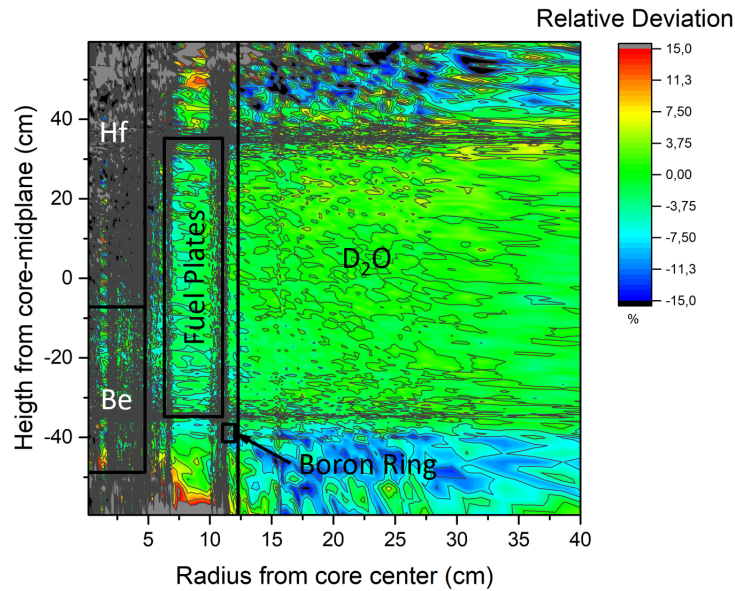 Relative Deviation
15,0
11,3
7,50
3,75
0,00
-3,75
-7,50
-11,3
-15,0
%
Heigth from core-midplane (cm)
40
20
0
-20
-40
Hf
Be
Fuel Plates
D₂O
Boron Ring
5
10
15
20
25
30
35
40
Radius from core center (cm)